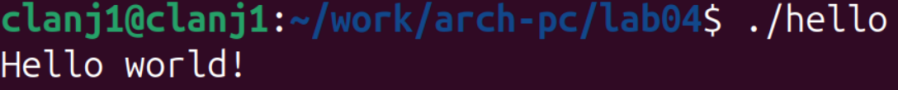 clanj1@clanj1:~/work/arch-pc/lab04$ ./hello
Hello world!